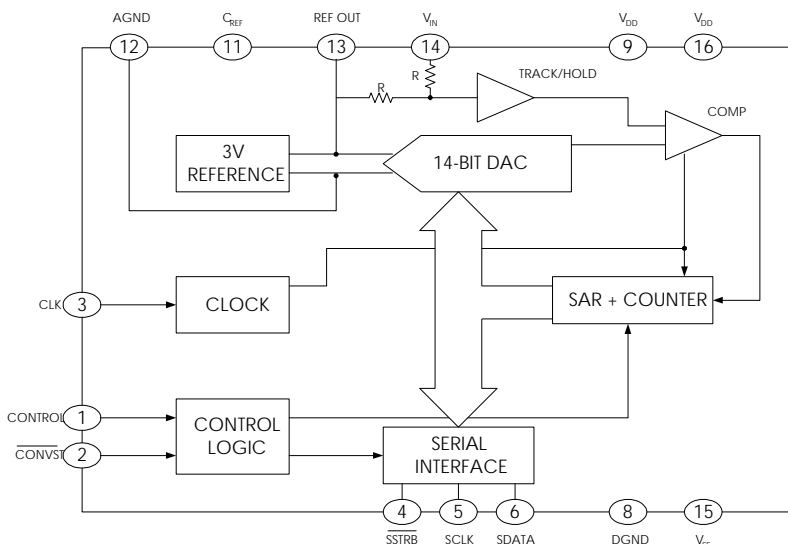 AGND C_REF REF OUT V_IN V_DD V_DD
12 11 13 14 9 16
R
R
TRACK/HOLD
COMP
3V
REFERENCE
14-BIT DAC
CLK 3 CLOCK
SAR + COUNTER
CONTROL 1
CONTROL
LOGIC
CONVST 2
SERIAL
INTERFACE
4 5 6 8 15
SSTRB SCLK SDATA DGND